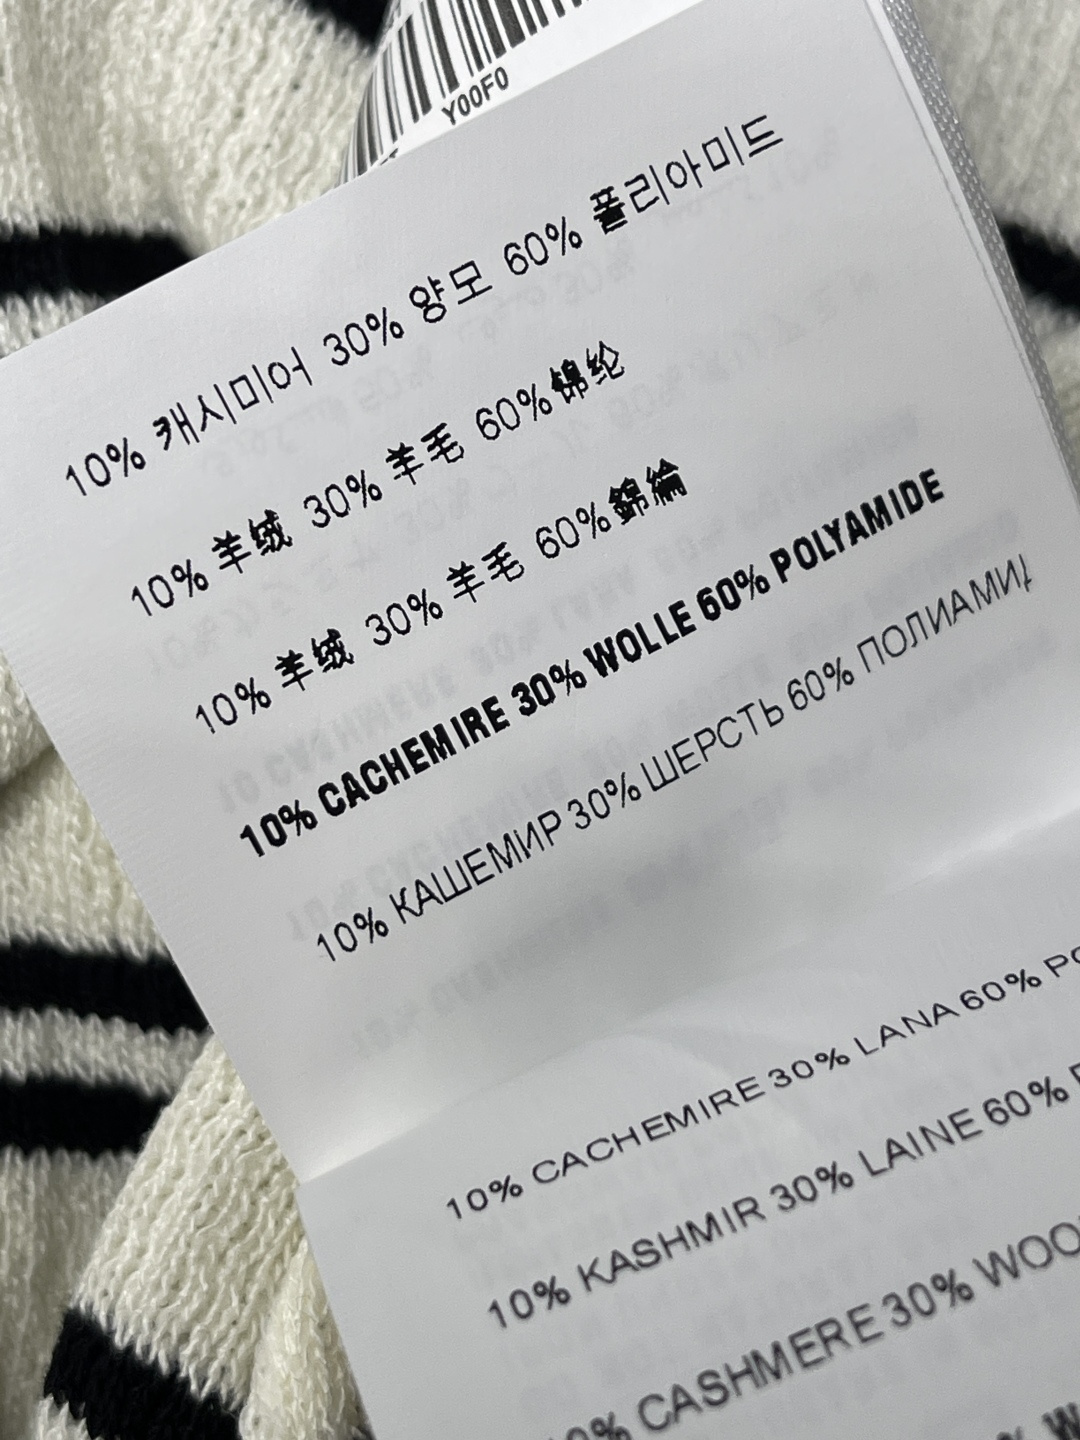 Y00F0
10% 캐시미어 30% 양모 60% 폴리아미드
10% 羊绒 30% 羊毛 60%锦纶
10% 羊绒 30% 羊毛 60%錦綸
10% CACHEMIRE 30% WOLLE 60% POLYAMIDE
10% КАШЕМИР 30% ШЕРСТЬ 60% ПОЛИАМИД
10% CACHEMIRE 30% LANA 60% PO
10% KASHMIR 30% LAINE 60%
10% CASHMERE 30% WOO
% W